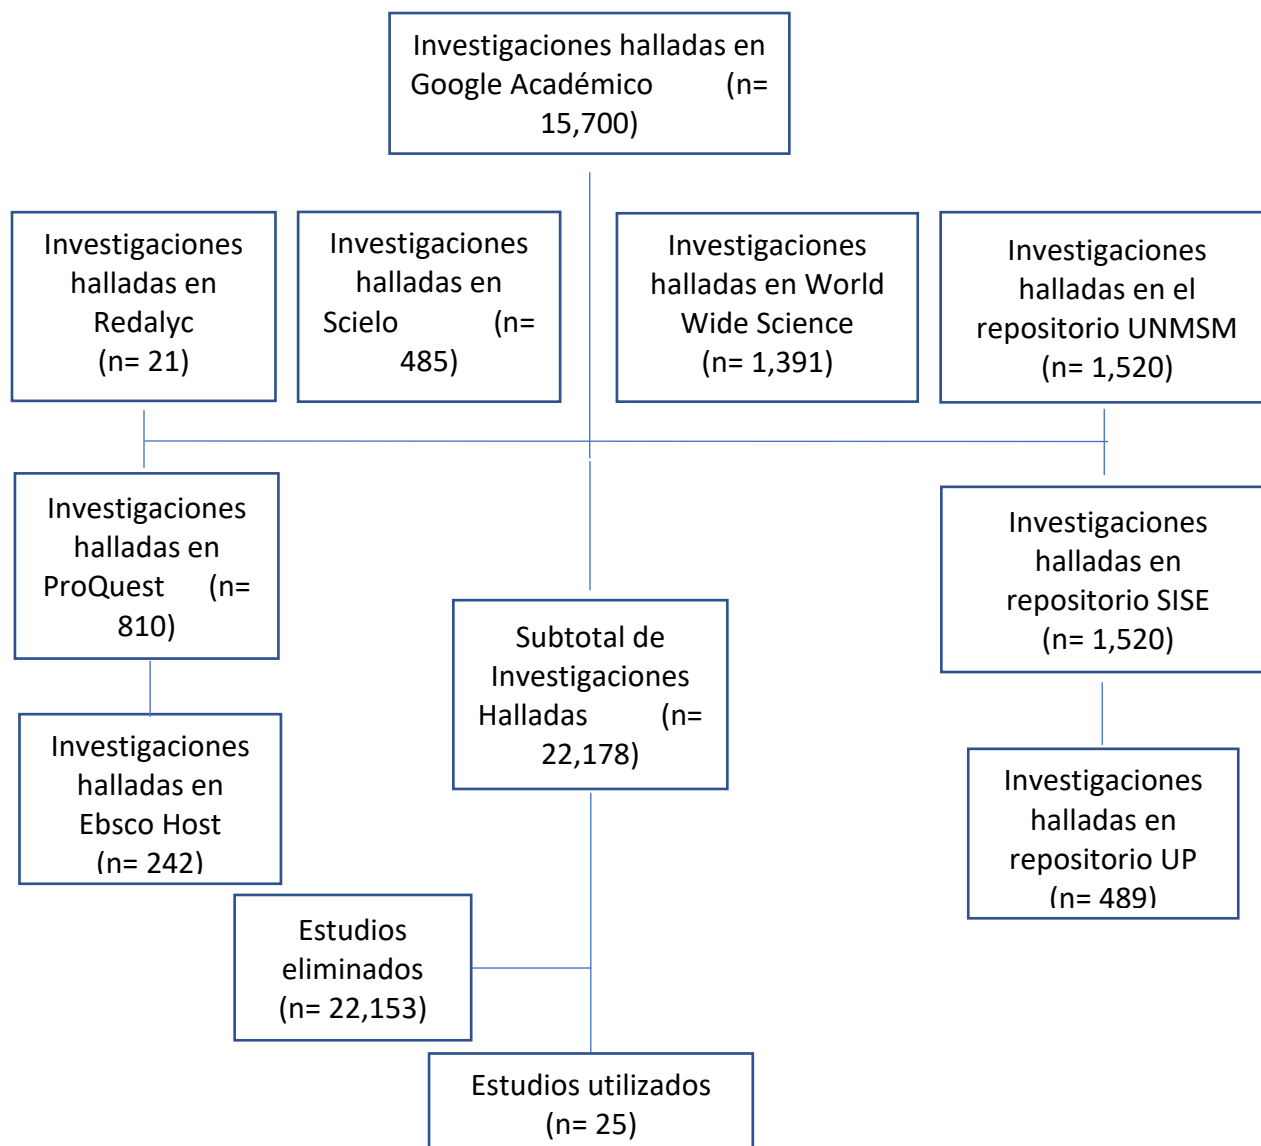 Investigaciones halladas en
Google Académico (n=
15,700)
Investigaciones
halladas en
Redalyc
(n= 21)
Investigaciones
halladas en
Scielo (n=
485)
Investigaciones
halladas en World
Wide Science
(n= 1,391)
Investigaciones
halladas en el
repositorio UNMSM
(n= 1,520)
Investigaciones
halladas en
ProQuest (n=
810)
Investigaciones
halladas en
repositorio SISE
(n= 1,520)
Subtotal de
Investigaciones
Halladas (n=
22,178)
Investigaciones
halladas en
Ebsco Host
(n= 242)
Investigaciones
halladas en
repositorio UP
(n= 489)
Estudios
eliminados
(n= 22,153)
Estudios utilizados
(n= 25)